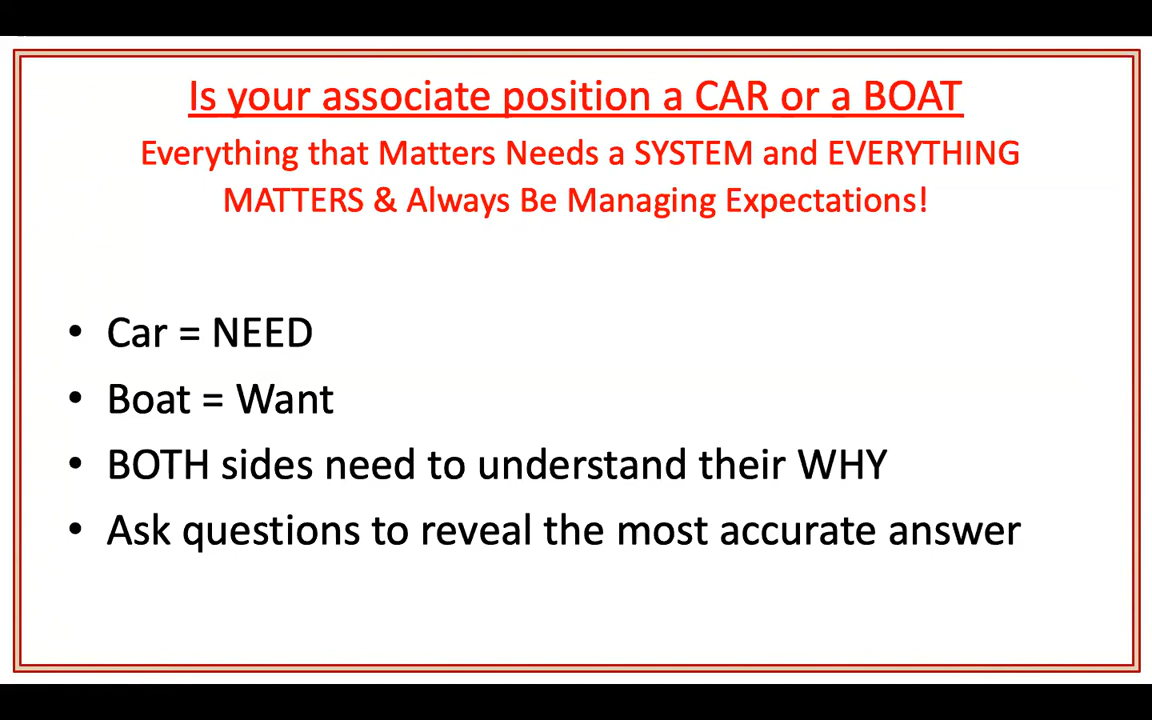 Is your associate position a CAR or a BOAT
Everything that Matters Needs a SYSTEM and EVERYTHING
MATTERS & Always Be Managing Expectations!
• Car = NEED
• Boat = Want
• BOTH sides need to understand their WHY
• Ask questions to reveal the most accurate answer